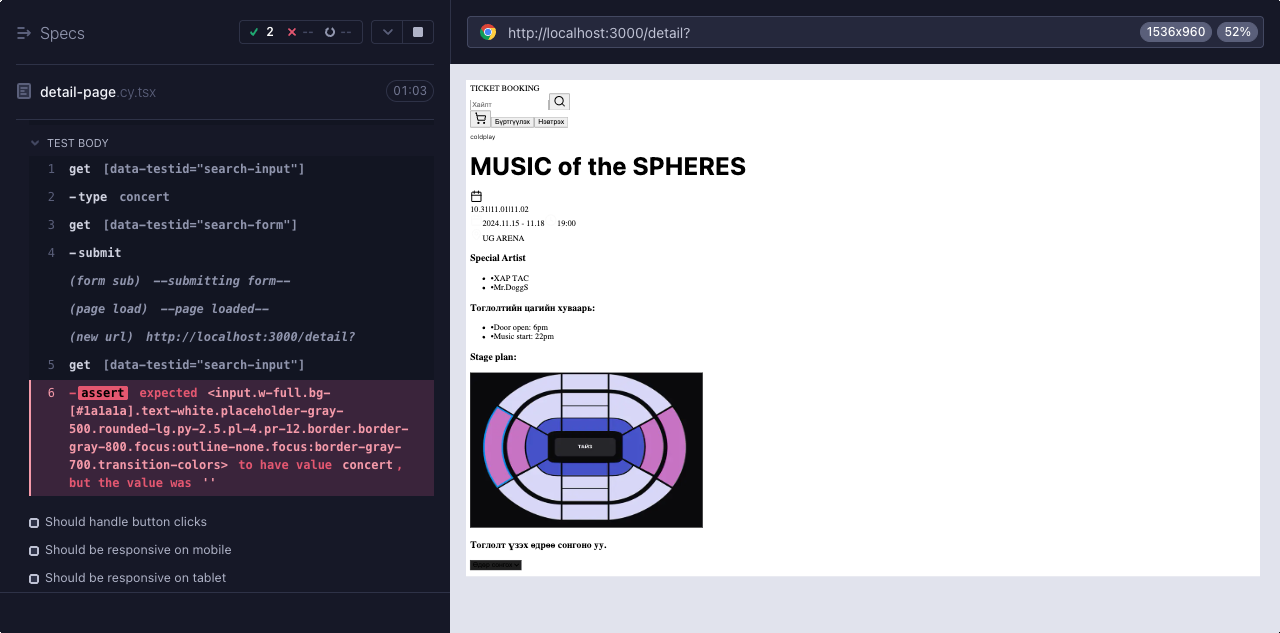 Specs
2 -- --
http://localhost:3000/detail?
1536x960
52%
detail-page.cy.tsx
01:03
TEST BODY
1 get [data-testid="search-input"]
2 -type concert
3 get [data-testid="search-form"]
4 -submit
(form sub) --submitting form--
(page load) --page loaded--
(new url) http://localhost:3000/detail?
5 get [data-testid="search-input"]
6 -assert expected <input.w-full.bg-
[#1a1a1a].text-white.placeholder-gray-
500.rounded-lg.py-2.5.pl-4.pr-12.border.border-
gray-800.focus:outline-none.focus:border-gray-
700.transition-colors> to have value concert,
but the value was ''
Should handle button clicks
Should be responsive on mobile
Should be responsive on tablet
TICKET BOOKING
Хайлт
Бүртгүүлэх Нэвтрэх
coldplay
MUSIC of the SPHERES
10.31|11.01|11.02
2024.11.15 - 11.18 19:00
UG ARENA
Special Artist
•ХАР ТАС
•Mr.DoggS
Тоглолтийн цагийн хуваарь:
•Door open: 6pm
•Music start: 22pm
Stage plan:
ТАЙЗ
Тоглолт үзэх өдрөө сонгоно уу.